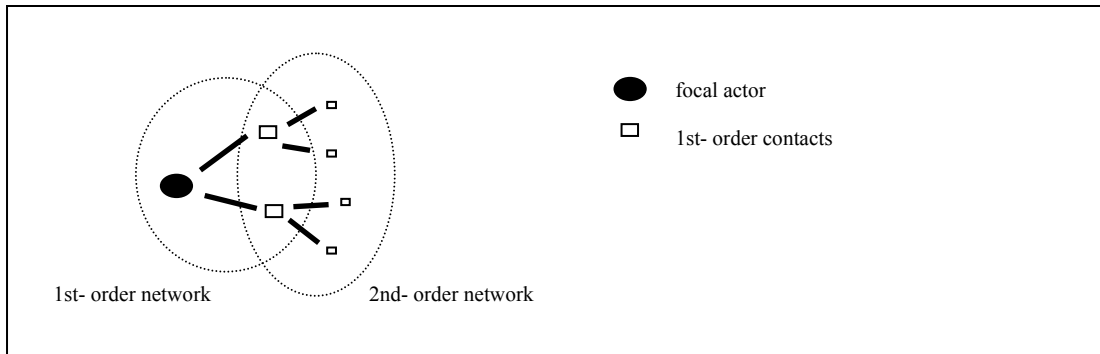 focal actor
1st- order contacts
1st- order network
2nd- order network